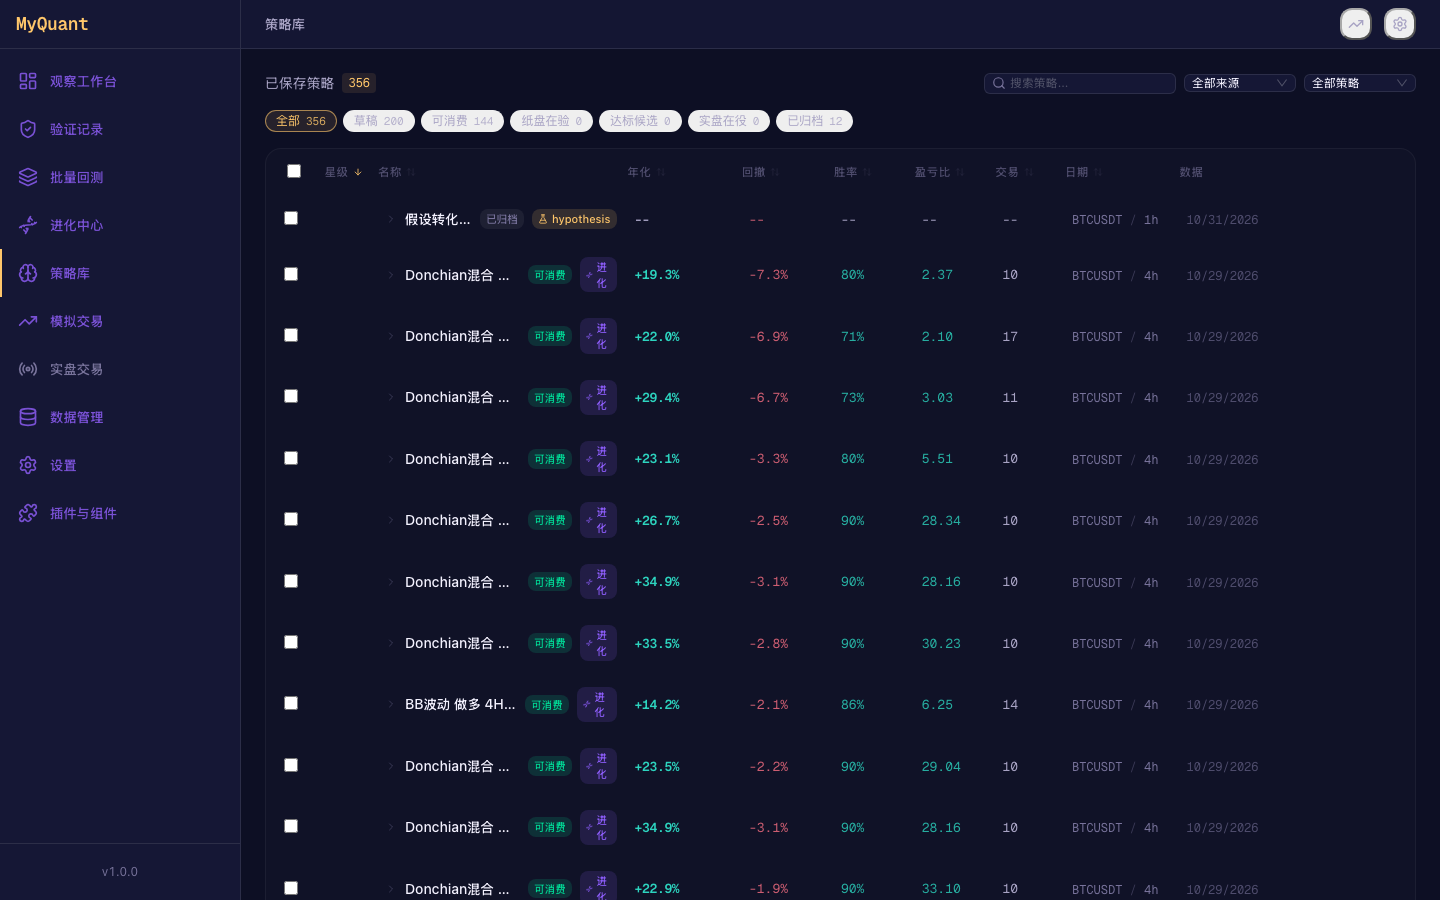 MyQuant
策略库
观察工作台
验证记录
批量回测
进化中心
策略库
模拟交易
实盘交易
数据管理
设置
插件与组件
v1.0.0
已保存策略 356
搜索策略...
全部来源
全部策略
全部 356
草稿 200
可消费 144
纸盘在验 0
达标候选 0
实盘在役 0
已归档 12
星级 ↓ 名称 年化 回撤 胜率 盈亏比 交易 日期 数据
假设转化... 已归档 hypothesis -- -- -- -- -- BTCUSDT / 1h 10/31/2026
Donchian混合 ... 可消费 进化 +19.3% -7.3% 80% 2.37 10 BTCUSDT / 4h 10/29/2026
Donchian混合 ... 可消费 进化 +22.0% -6.9% 71% 2.10 17 BTCUSDT / 4h 10/29/2026
Donchian混合 ... 可消费 进化 +29.4% -6.7% 73% 3.03 11 BTCUSDT / 4h 10/29/2026
Donchian混合 ... 可消费 进化 +23.1% -3.3% 80% 5.51 10 BTCUSDT / 4h 10/29/2026
Donchian混合 ... 可消费 进化 +26.7% -2.5% 90% 28.34 10 BTCUSDT / 4h 10/29/2026
Donchian混合 ... 可消费 进化 +34.9% -3.1% 90% 28.16 10 BTCUSDT / 4h 10/29/2026
Donchian混合 ... 可消费 进化 +33.5% -2.8% 90% 30.23 10 BTCUSDT / 4h 10/29/2026
BB波动 做多 4H... 可消费 进化 +14.2% -2.1% 86% 6.25 14 BTCUSDT / 4h 10/29/2026
Donchian混合 ... 可消费 进化 +23.5% -2.2% 90% 29.04 10 BTCUSDT / 4h 10/29/2026
Donchian混合 ... 可消费 进化 +34.9% -3.1% 90% 28.16 10 BTCUSDT / 4h 10/29/2026
Donchian混合 ... 可消费 进化 +22.9% -1.9% 90% 33.10 10 BTCUSDT / 4h 10/29/2026